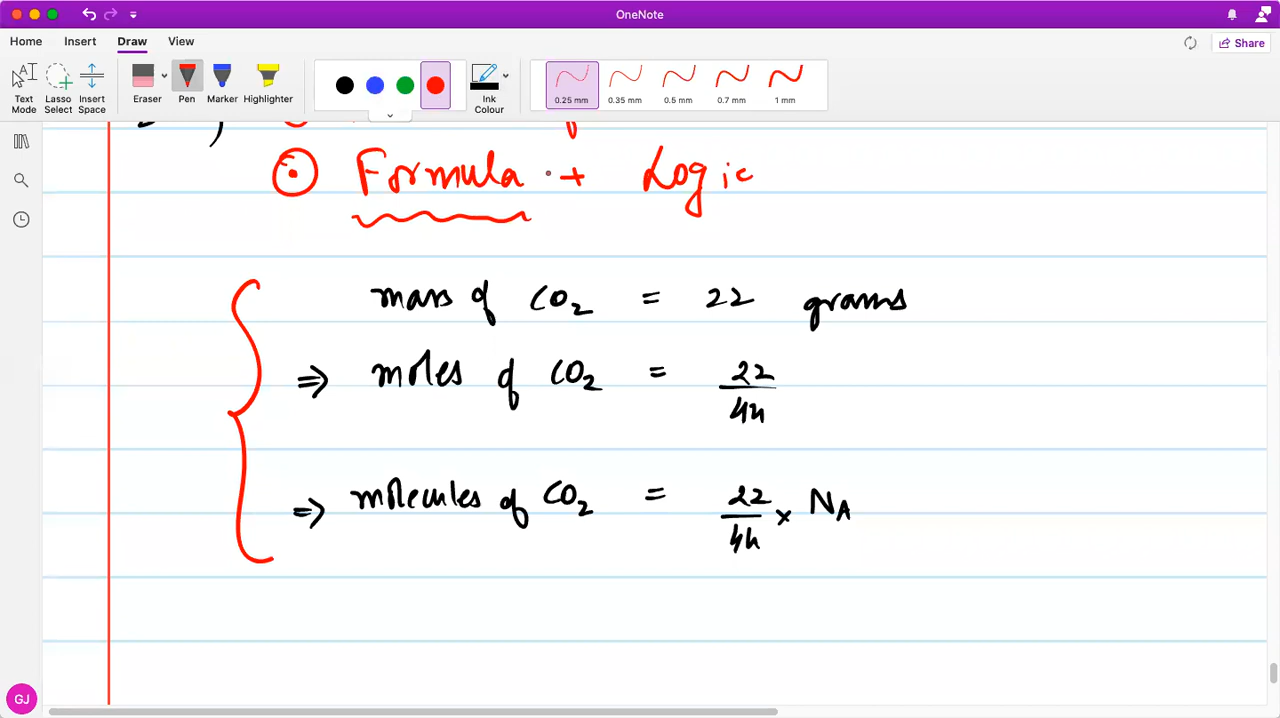 OneNote
Home Insert Draw View
Share
Text Mode
Lasso Select
Insert Space
Eraser
Pen
Marker
Highlighter
Ink Colour
0.25 mm
0.35 mm
0.5 mm
0.7 mm
1 mm
Formula + Logic
mass of CO₂ = 22 grams
⇒ moles of CO₂ = 22/44
⇒ molecules of CO₂ = 22/44 × N_A
GJ